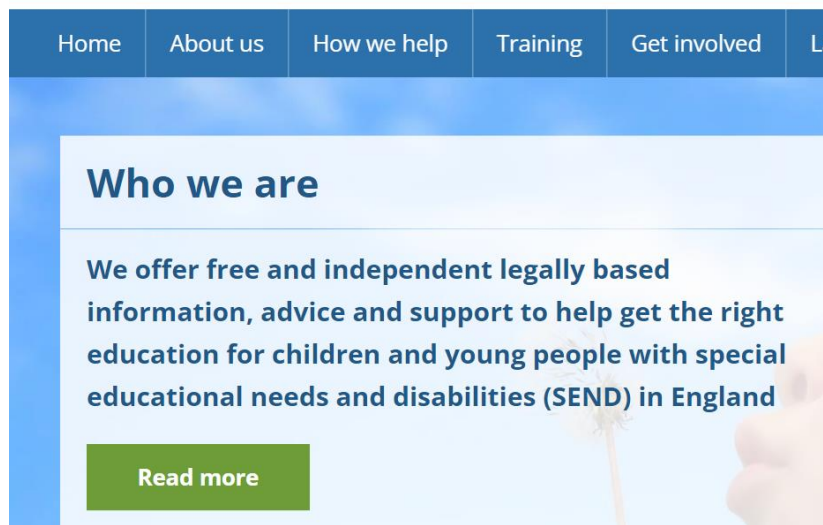 Home About us How we help Training Get involved L
Who we are
We offer free and independent legally based
information, advice and support to help get the right
education for children and young people with special
educational needs and disabilities (SEND) in England
Read more